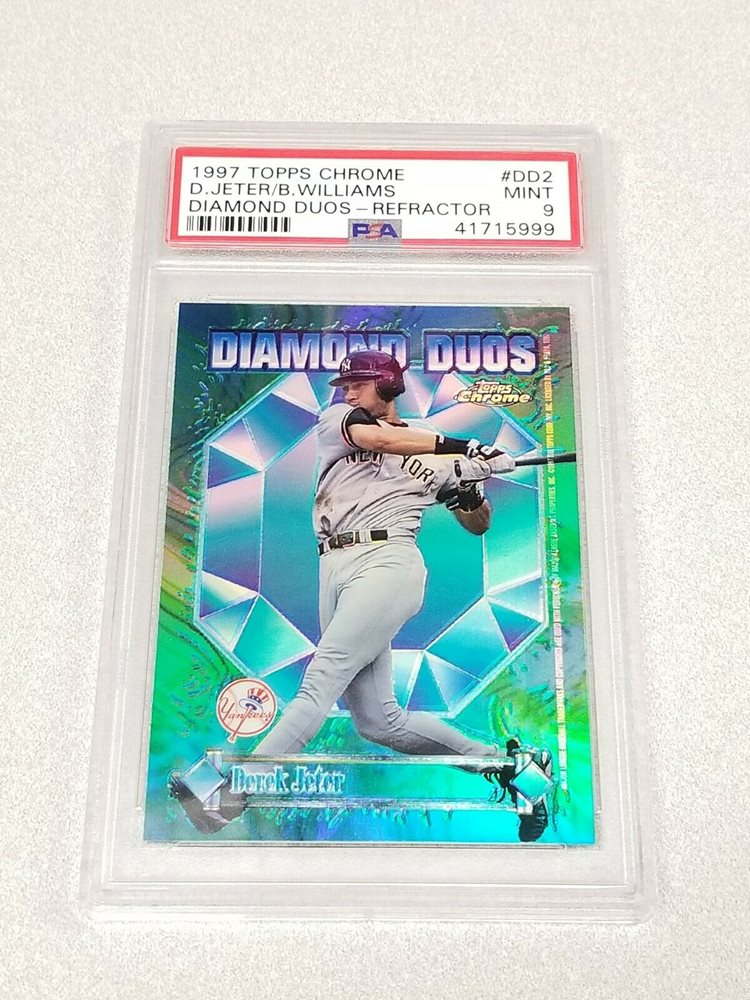 1997 TOPPS CHROME #DD2
D.JETER/B.WILLIAMS MINT
DIAMOND DUOS – REFRACTOR 9
PSA 41715999
DIAMOND DUOS
TOPPS
Chrome
NY
NEW YORK
Yankees
Derek Jeter